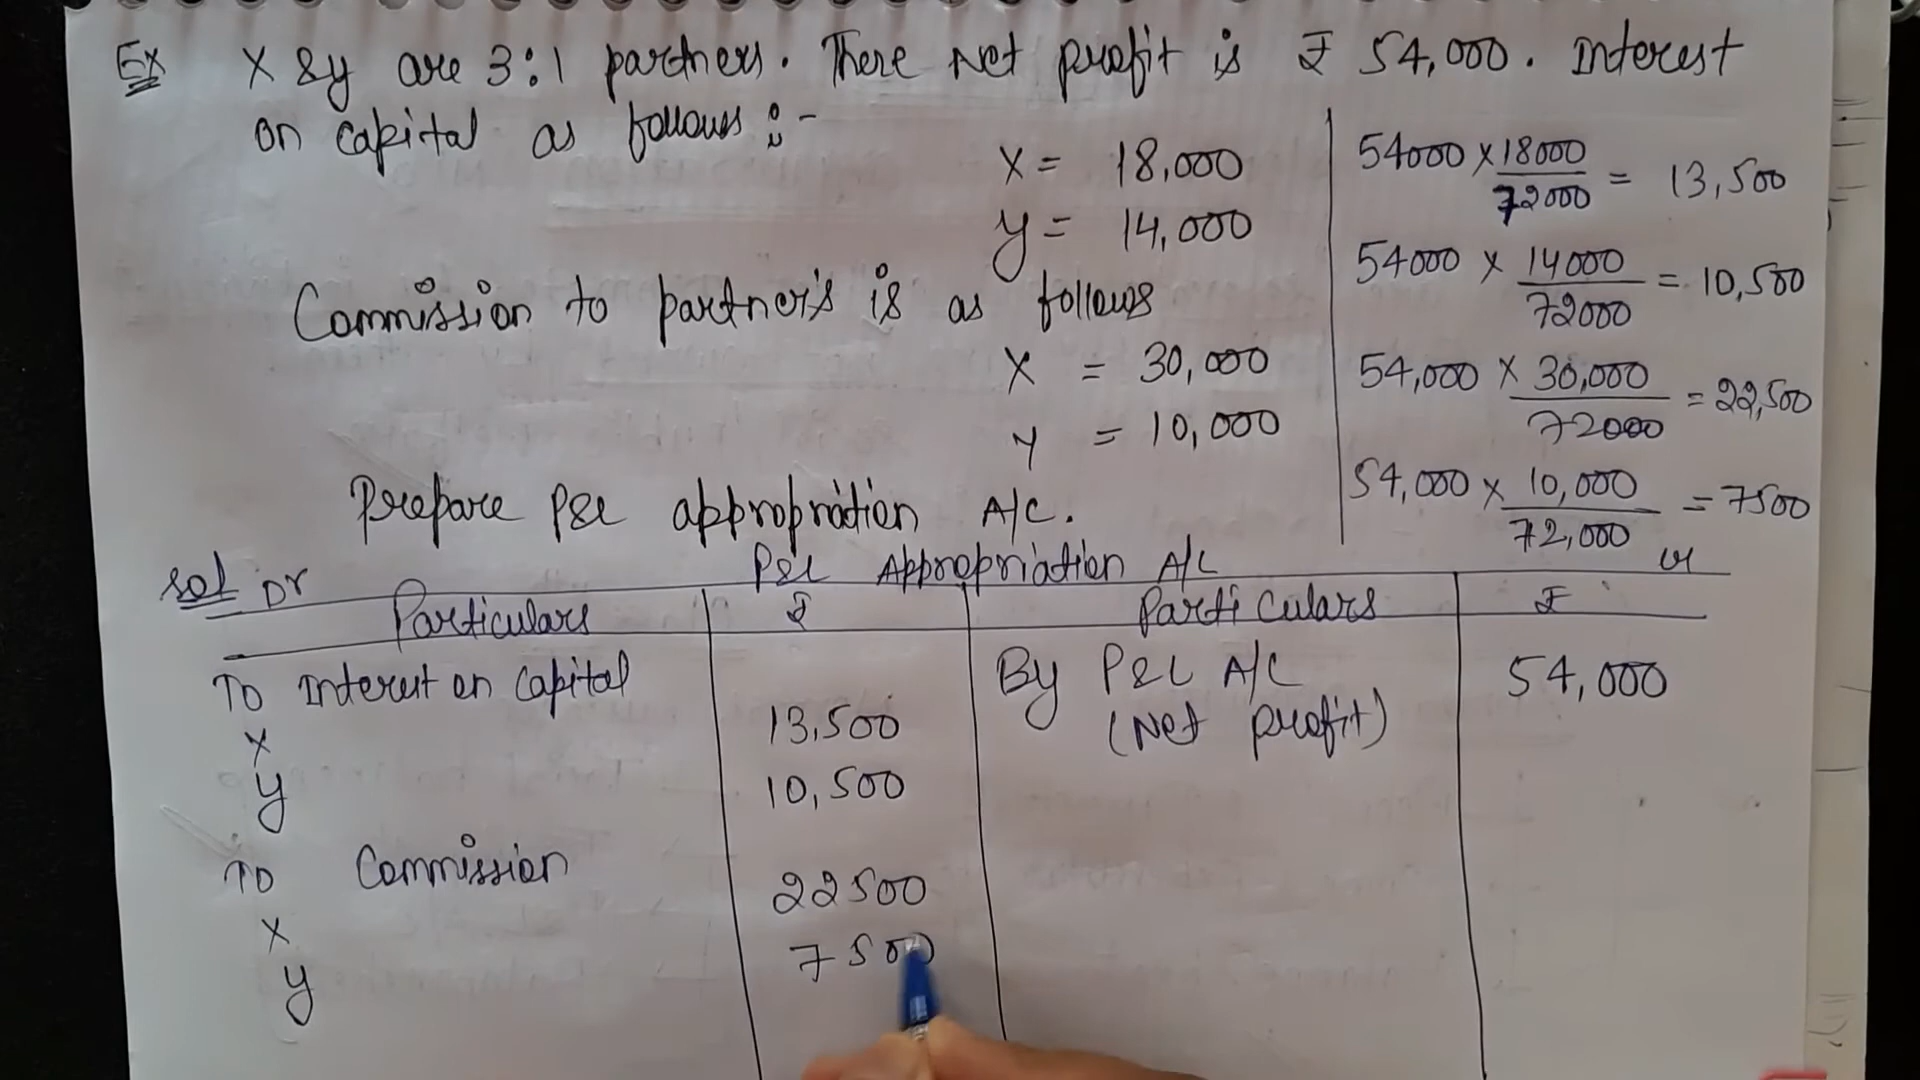 Ex X & y are 3:1 partners. There Net profit is ₹ 54,000. Interest
on capital as follows :-
X = 18,000
y = 14,000
Commission to partner's is as follows
X = 30,000
Y = 10,000
Prepare P&L appropriation A/C.
54000 × 18000/72000 = 13,500
54000 × 14000/72000 = 10,500
54,000 × 30,000/72000 = 22,500
54,000 × 10,000/72,000 = 7500
Sol Dr P&L Appropriation A/C Cr
Particulars ₹ Particulars ₹
To Interest on capital By P&L A/C 54,000
X 13,500 (Net profit)
y 10,500
To Commission
X 22500
y 7500